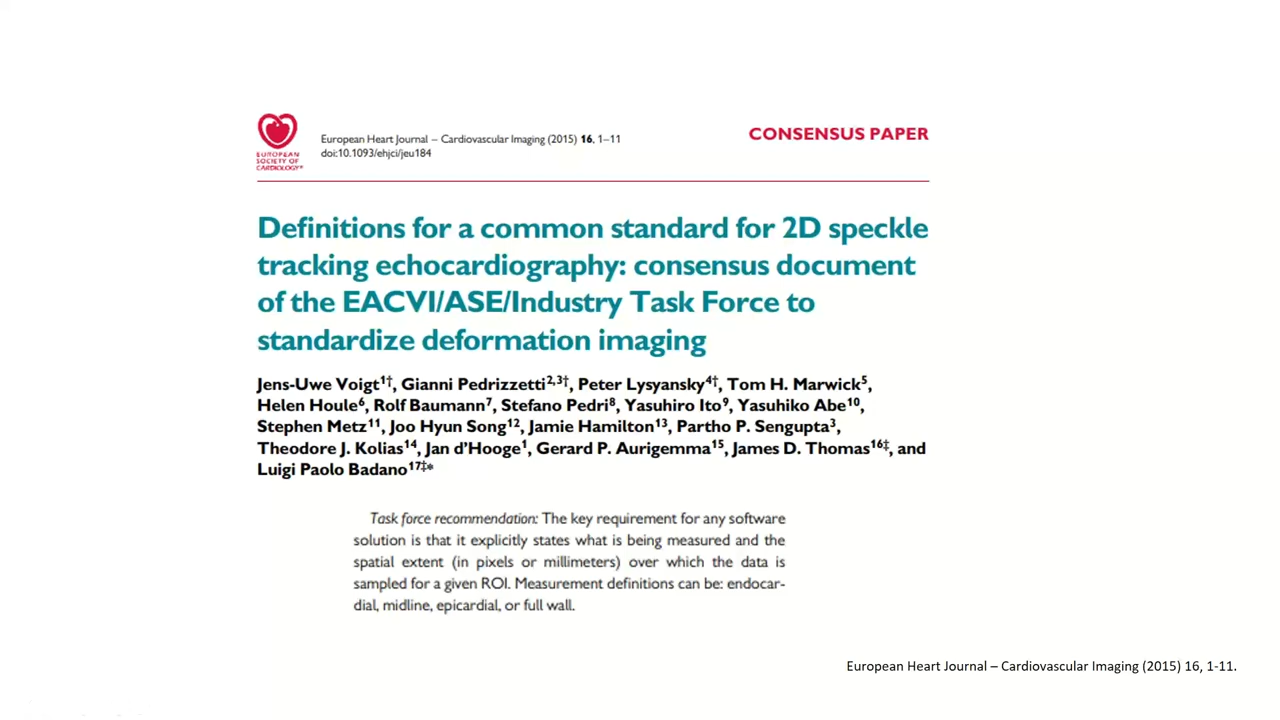 EUROPEAN
SOCIETY OF
CARDIOLOGY®
European Heart Journal – Cardiovascular Imaging (2015) 16, 1–11
doi:10.1093/ehjci/jeu184
CONSENSUS PAPER
Definitions for a common standard for 2D speckle
tracking echocardiography: consensus document
of the EACVI/ASE/Industry Task Force to
standardize deformation imaging
Jens-Uwe Voigt1†, Gianni Pedrizzetti2,3†, Peter Lysyansky4†, Tom H. Marwick5,
Helen Houle6, Rolf Baumann7, Stefano Pedri8, Yasuhiro Ito9, Yasuhiko Abe10,
Stephen Metz11, Joo Hyun Song12, Jamie Hamilton13, Partho P. Sengupta3,
Theodore J. Kolias14, Jan d’Hooge1, Gerard P. Aurigemma15, James D. Thomas16‡, and
Luigi Paolo Badano17‡*
Task force recommendation: The key requirement for any software
solution is that it explicitly states what is being measured and the
spatial extent (in pixels or millimeters) over which the data is
sampled for a given ROI. Measurement definitions can be: endocar-
dial, midline, epicardial, or full wall.
European Heart Journal – Cardiovascular Imaging (2015) 16, 1-11.